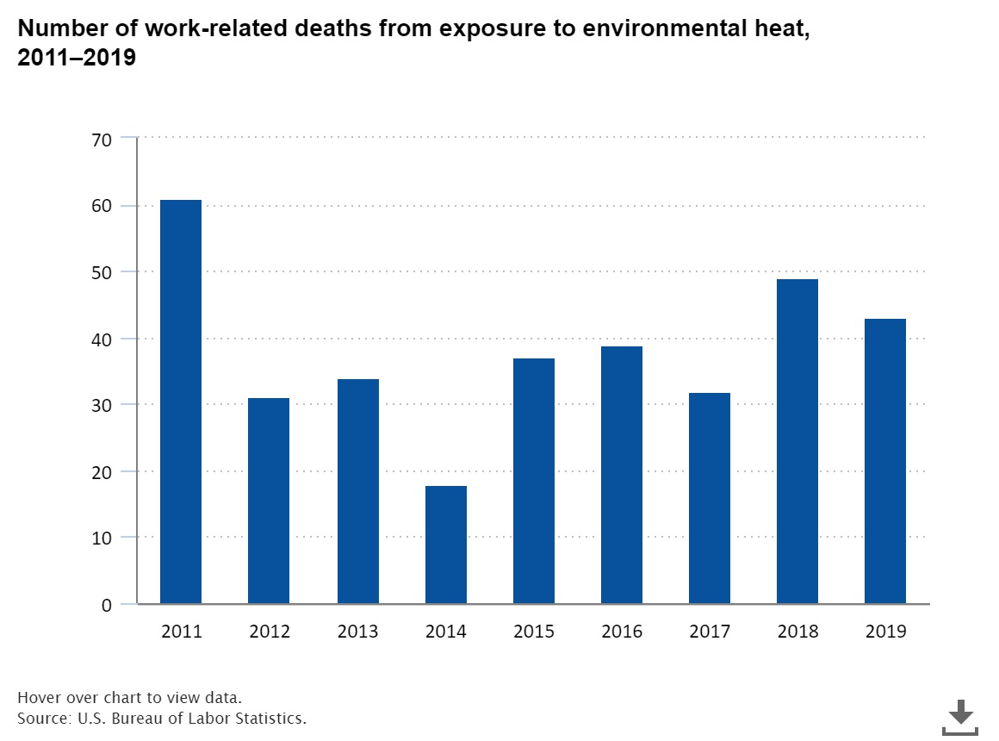 Number of work-related deaths from exposure to environmental heat,
2011–2019
70
60
50
40
30
20
10
0
2011 2012 2013 2014 2015 2016 2017 2018 2019
Hover over chart to view data.
Source: U.S. Bureau of Labor Statistics.